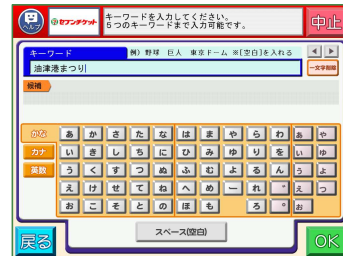 ヘルプ
セブンチケット
キーワードを入力してください。
5つのキーワードまで入力可能です。
中止
キーワード
例）野球 巨人 東京ドーム ※[空白]を入れる
油津港まつり
一文字削除
候補
かな
カナ
英数
あ か さ た な は ま や ら わ ぁ ゃ
い き し ち に ひ み ゆ り を ぃ ゅ
う く す つ ぬ ふ む よ る ん ぅ ょ
え け せ て ね へ め ー れ ゛ ぇ っ
お こ そ と の ほ も ろ ゜ ぉ
戻る
スペース(空白)
OK